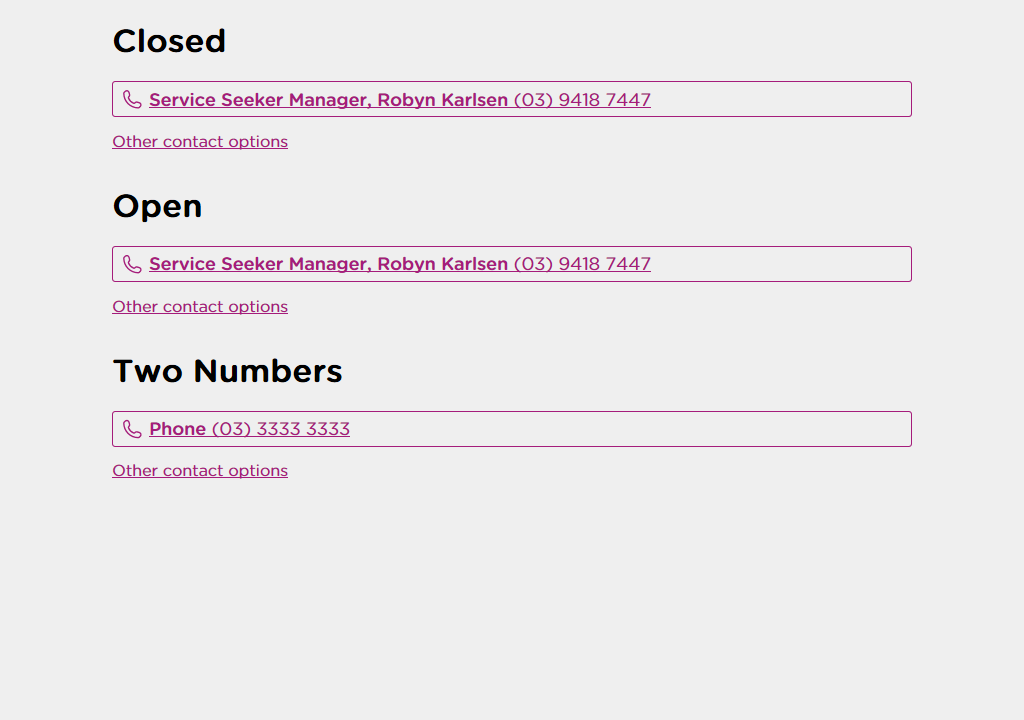 Closed
Service Seeker Manager, Robyn Karlsen (03) 9418 7447
Other contact options
Open
Service Seeker Manager, Robyn Karlsen (03) 9418 7447
Other contact options
Two Numbers
Phone (03) 3333 3333
Other contact options